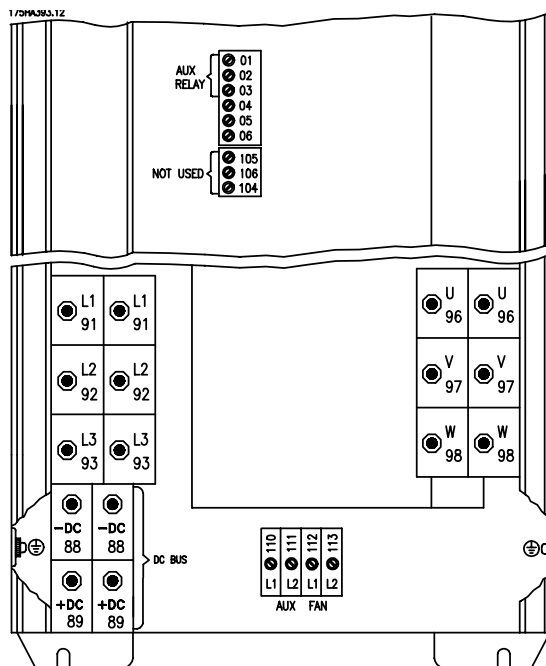 175HA393.12
01
AUX 02
RELAY 03
04
05
06
105
NOT USED 106
104
L1 L1 U U
91 91 96 96
L2 L2 V V
92 92 97 97
L3 L3 W W
93 93 98 98
-DC -DC
88 88
DC BUS
+DC +DC
89 89
110 111 112 113
L1 L2 L1 L2
AUX FAN